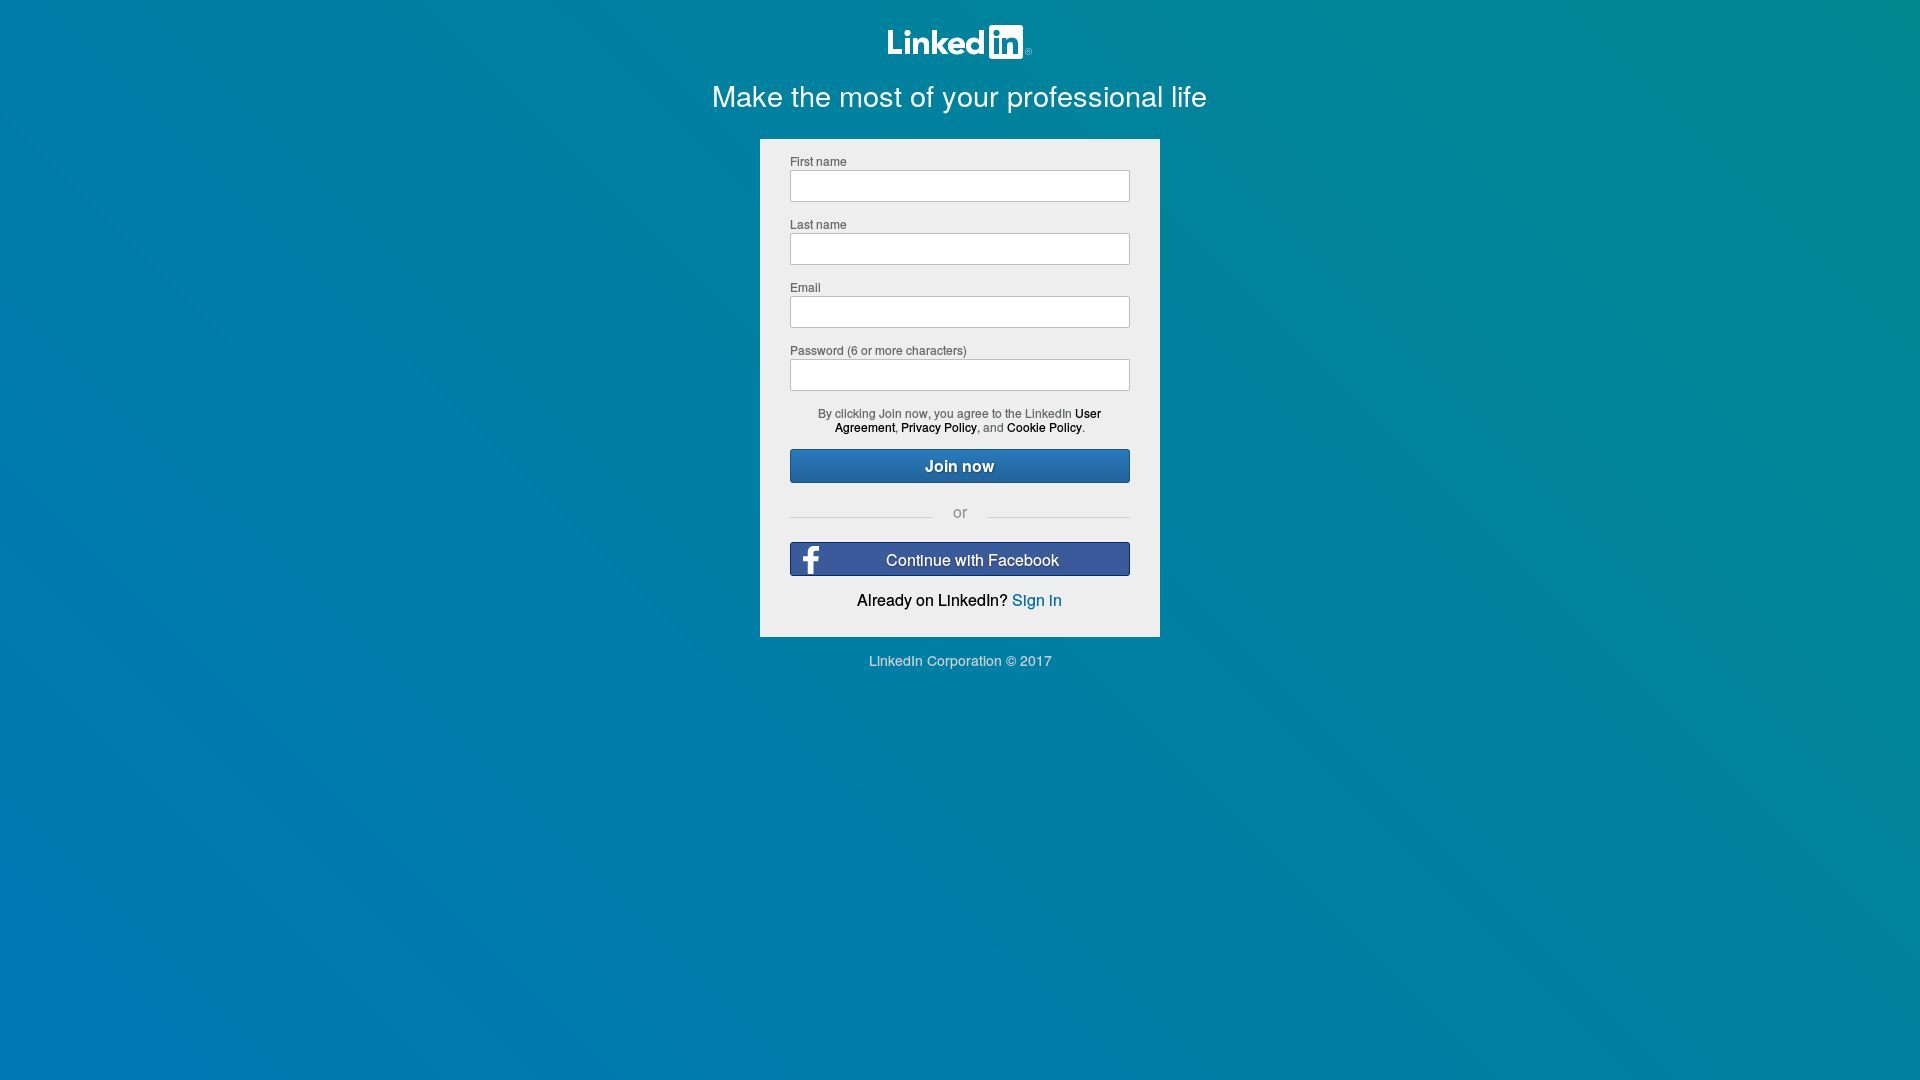 Linked in ®
Make the most of your professional life
First name
Last name
Email
Password (6 or more characters)
By clicking Join now, you agree to the LinkedIn User
Agreement, Privacy Policy, and Cookie Policy.
Join now
or
f Continue with Facebook
Already on LinkedIn? Sign in
LinkedIn Corporation © 2017